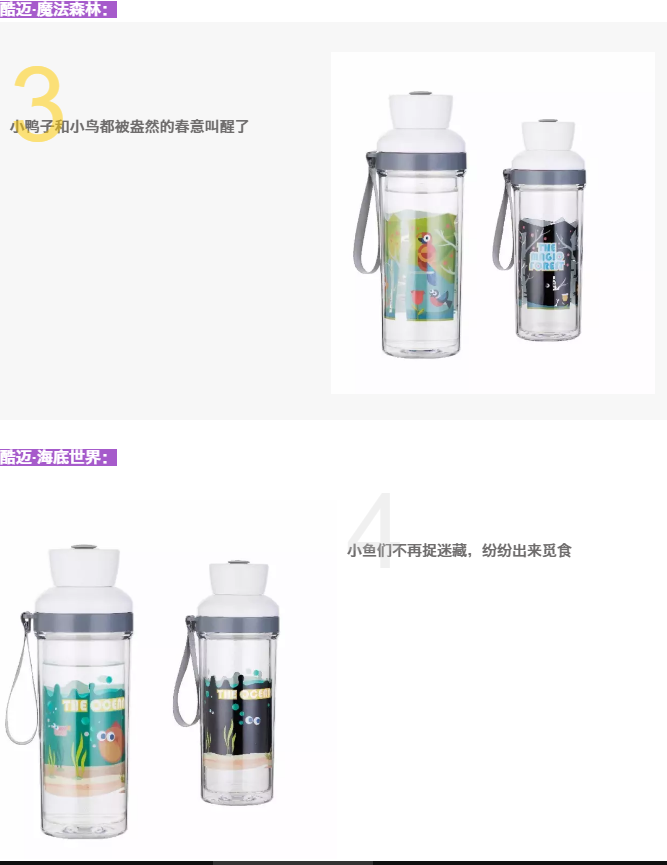 酷迈-魔法森林：
3
小鸭子和小鸟都被盎然的春意叫醒了
THE
MAGIC
FOREST
酷迈-海底世界：
4
小鱼们不再捉迷藏，纷纷出来觅食
THE OCEAN
THE OCEAN